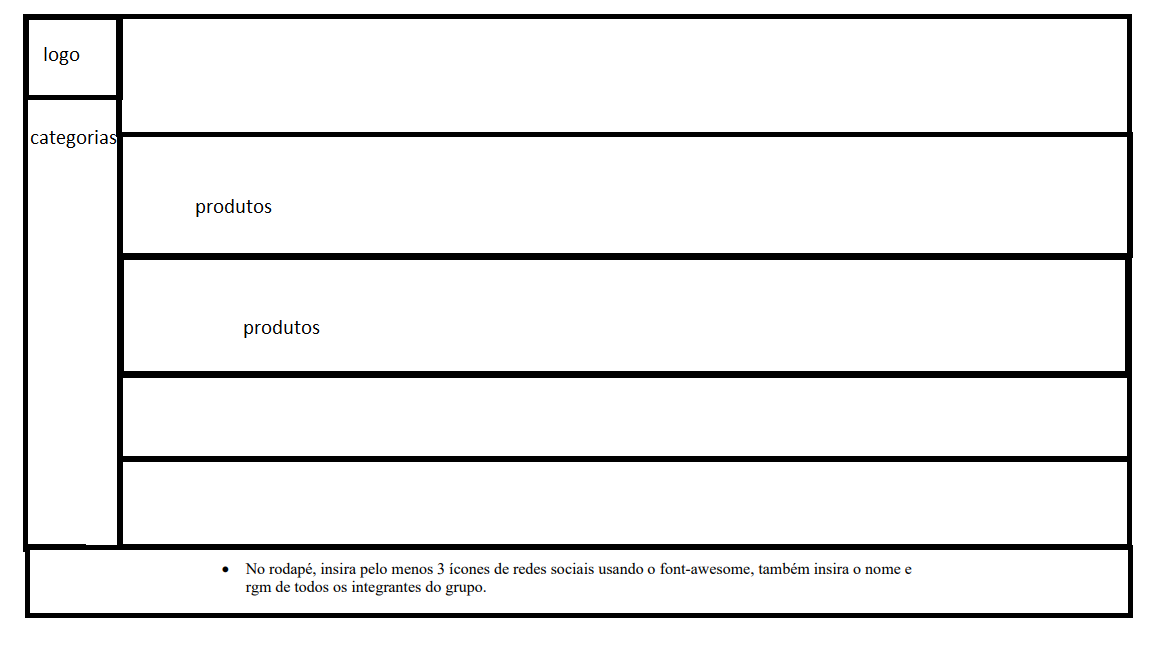 logo
categorias
produtos
produtos
• No rodapé, insira pelo menos 3 ícones de redes sociais usando o font-awesome, também insira o nome e
rgm de todos os integrantes do grupo.